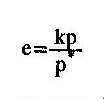 e = kp / p*